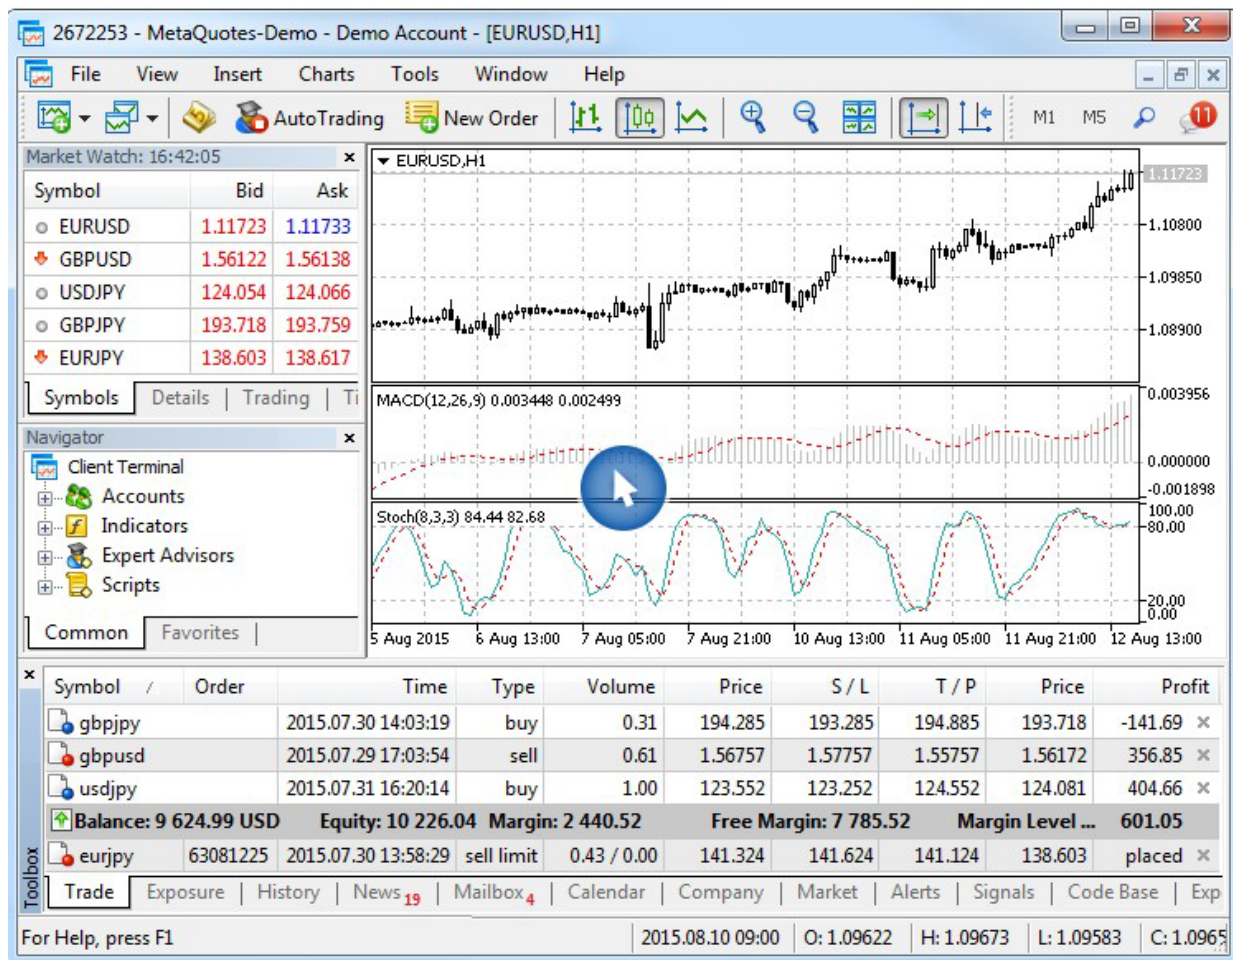 2672253 - MetaQuotes-Demo - Demo Account - [EURUSD,H1]
File View Insert Charts Tools Window Help
AutoTrading New Order M1 M5 11
Market Watch: 16:42:05
Symbol Bid Ask
EURUSD 1.11723 1.11733
GBPUSD 1.56122 1.56138
USDJPY 124.054 124.066
GBPJPY 193.718 193.759
EURJPY 138.603 138.617
Symbols Details | Trading | Ti
Navigator
Client Terminal
Accounts
Indicators
Expert Advisors
Scripts
Common Favorites |
EURUSD,H1
1.11723
1.10800
1.09850
1.08900
MACD(12,26,9) 0.003448 0.002499
0.003956
0.000000
-0.001898
Stoch(8,3,3) 84.44 82.68
100.00
80.00
20.00
0.00
5 Aug 2015 6 Aug 13:00 7 Aug 05:00 7 Aug 21:00 10 Aug 13:00 11 Aug 05:00 11 Aug 21:00 12 Aug 13:00
Symbol / Order Time Type Volume Price S / L T / P Price Profit
gbpjpy 2015.07.30 14:03:19 buy 0.31 194.285 193.285 194.885 193.718 -141.69
gbpusd 2015.07.29 17:03:54 sell 0.61 1.56757 1.57757 1.55757 1.56172 356.85
usdjpy 2015.07.31 16:20:14 buy 1.00 123.552 123.252 124.552 124.081 404.66
Balance: 9 624.99 USD Equity: 10 226.04 Margin: 2 440.52 Free Margin: 7 785.52 Margin Level ... 601.05
eurjpy 63081225 2015.07.30 13:58:29 sell limit 0.43 / 0.00 141.324 141.624 141.124 138.603 placed
Toolbox
Trade Exposure | History | News 19 | Mailbox 4 | Calendar | Company | Market | Alerts | Signals | Code Base | Exp
For Help, press F1 2015.08.10 09:00 O: 1.09622 H: 1.09673 L: 1.09583 C: 1.0965